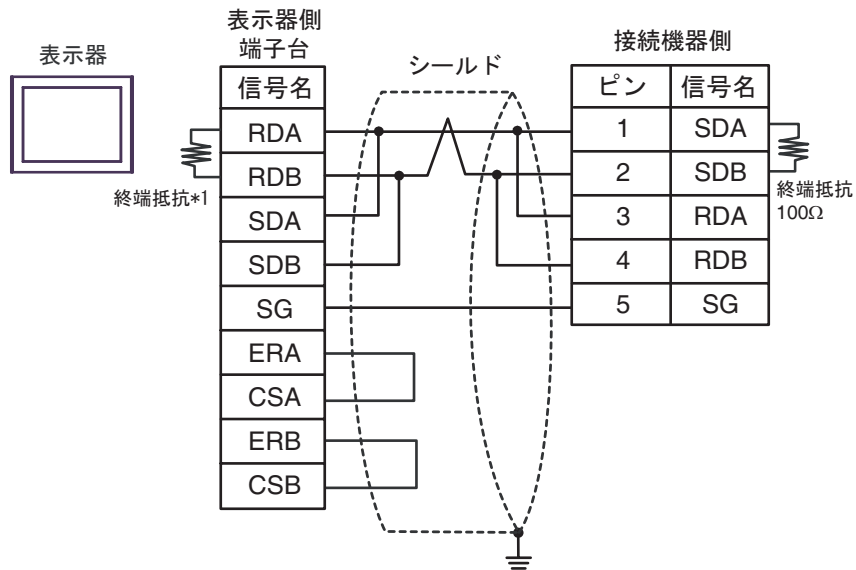 表示器
表示器側
端子台
信号名
RDA
RDB
SDA
SDB
SG
ERA
CSA
ERB
CSB
終端抵抗*1
シールド
接続機器側
ピン 信号名
1 SDA
2 SDB
3 RDA
4 RDB
5 SG
終端抵抗
100Ω